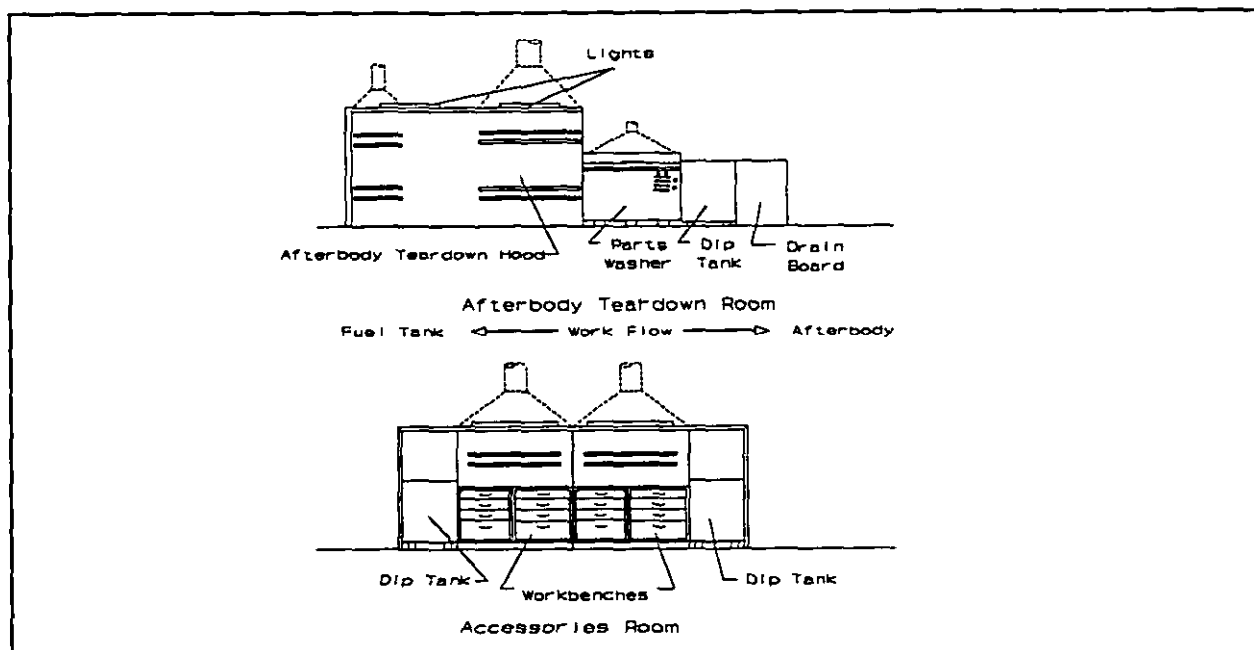 Lights
Afterbody Teardown Hood
Parts Washer
Dip Tank
Drain Board
Afterbody Teardown Room
Fuel Tank
Work Flow
Afterbody
Dip Tank
Workbenches
Dip Tank
Accessories Room